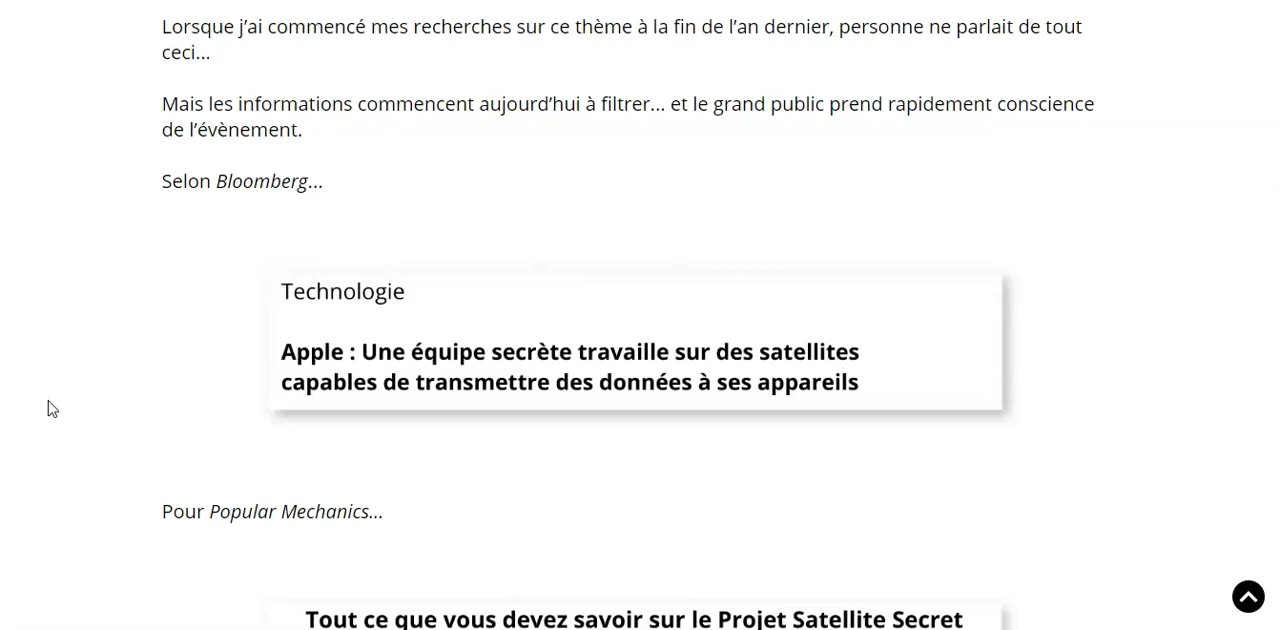 Lorsque j’ai commencé mes recherches sur ce thème à la fin de l’an dernier, personne ne parlait de tout
ceci...
Mais les informations commencent aujourd’hui à filtrer... et le grand public prend rapidement conscience
de l’évènement.
Selon Bloomberg...
Technologie
Apple : Une équipe secrète travaille sur des satellites
capables de transmettre des données à ses appareils
Pour Popular Mechanics...
Tout ce que vous devez savoir sur le Projet Satellite Secret